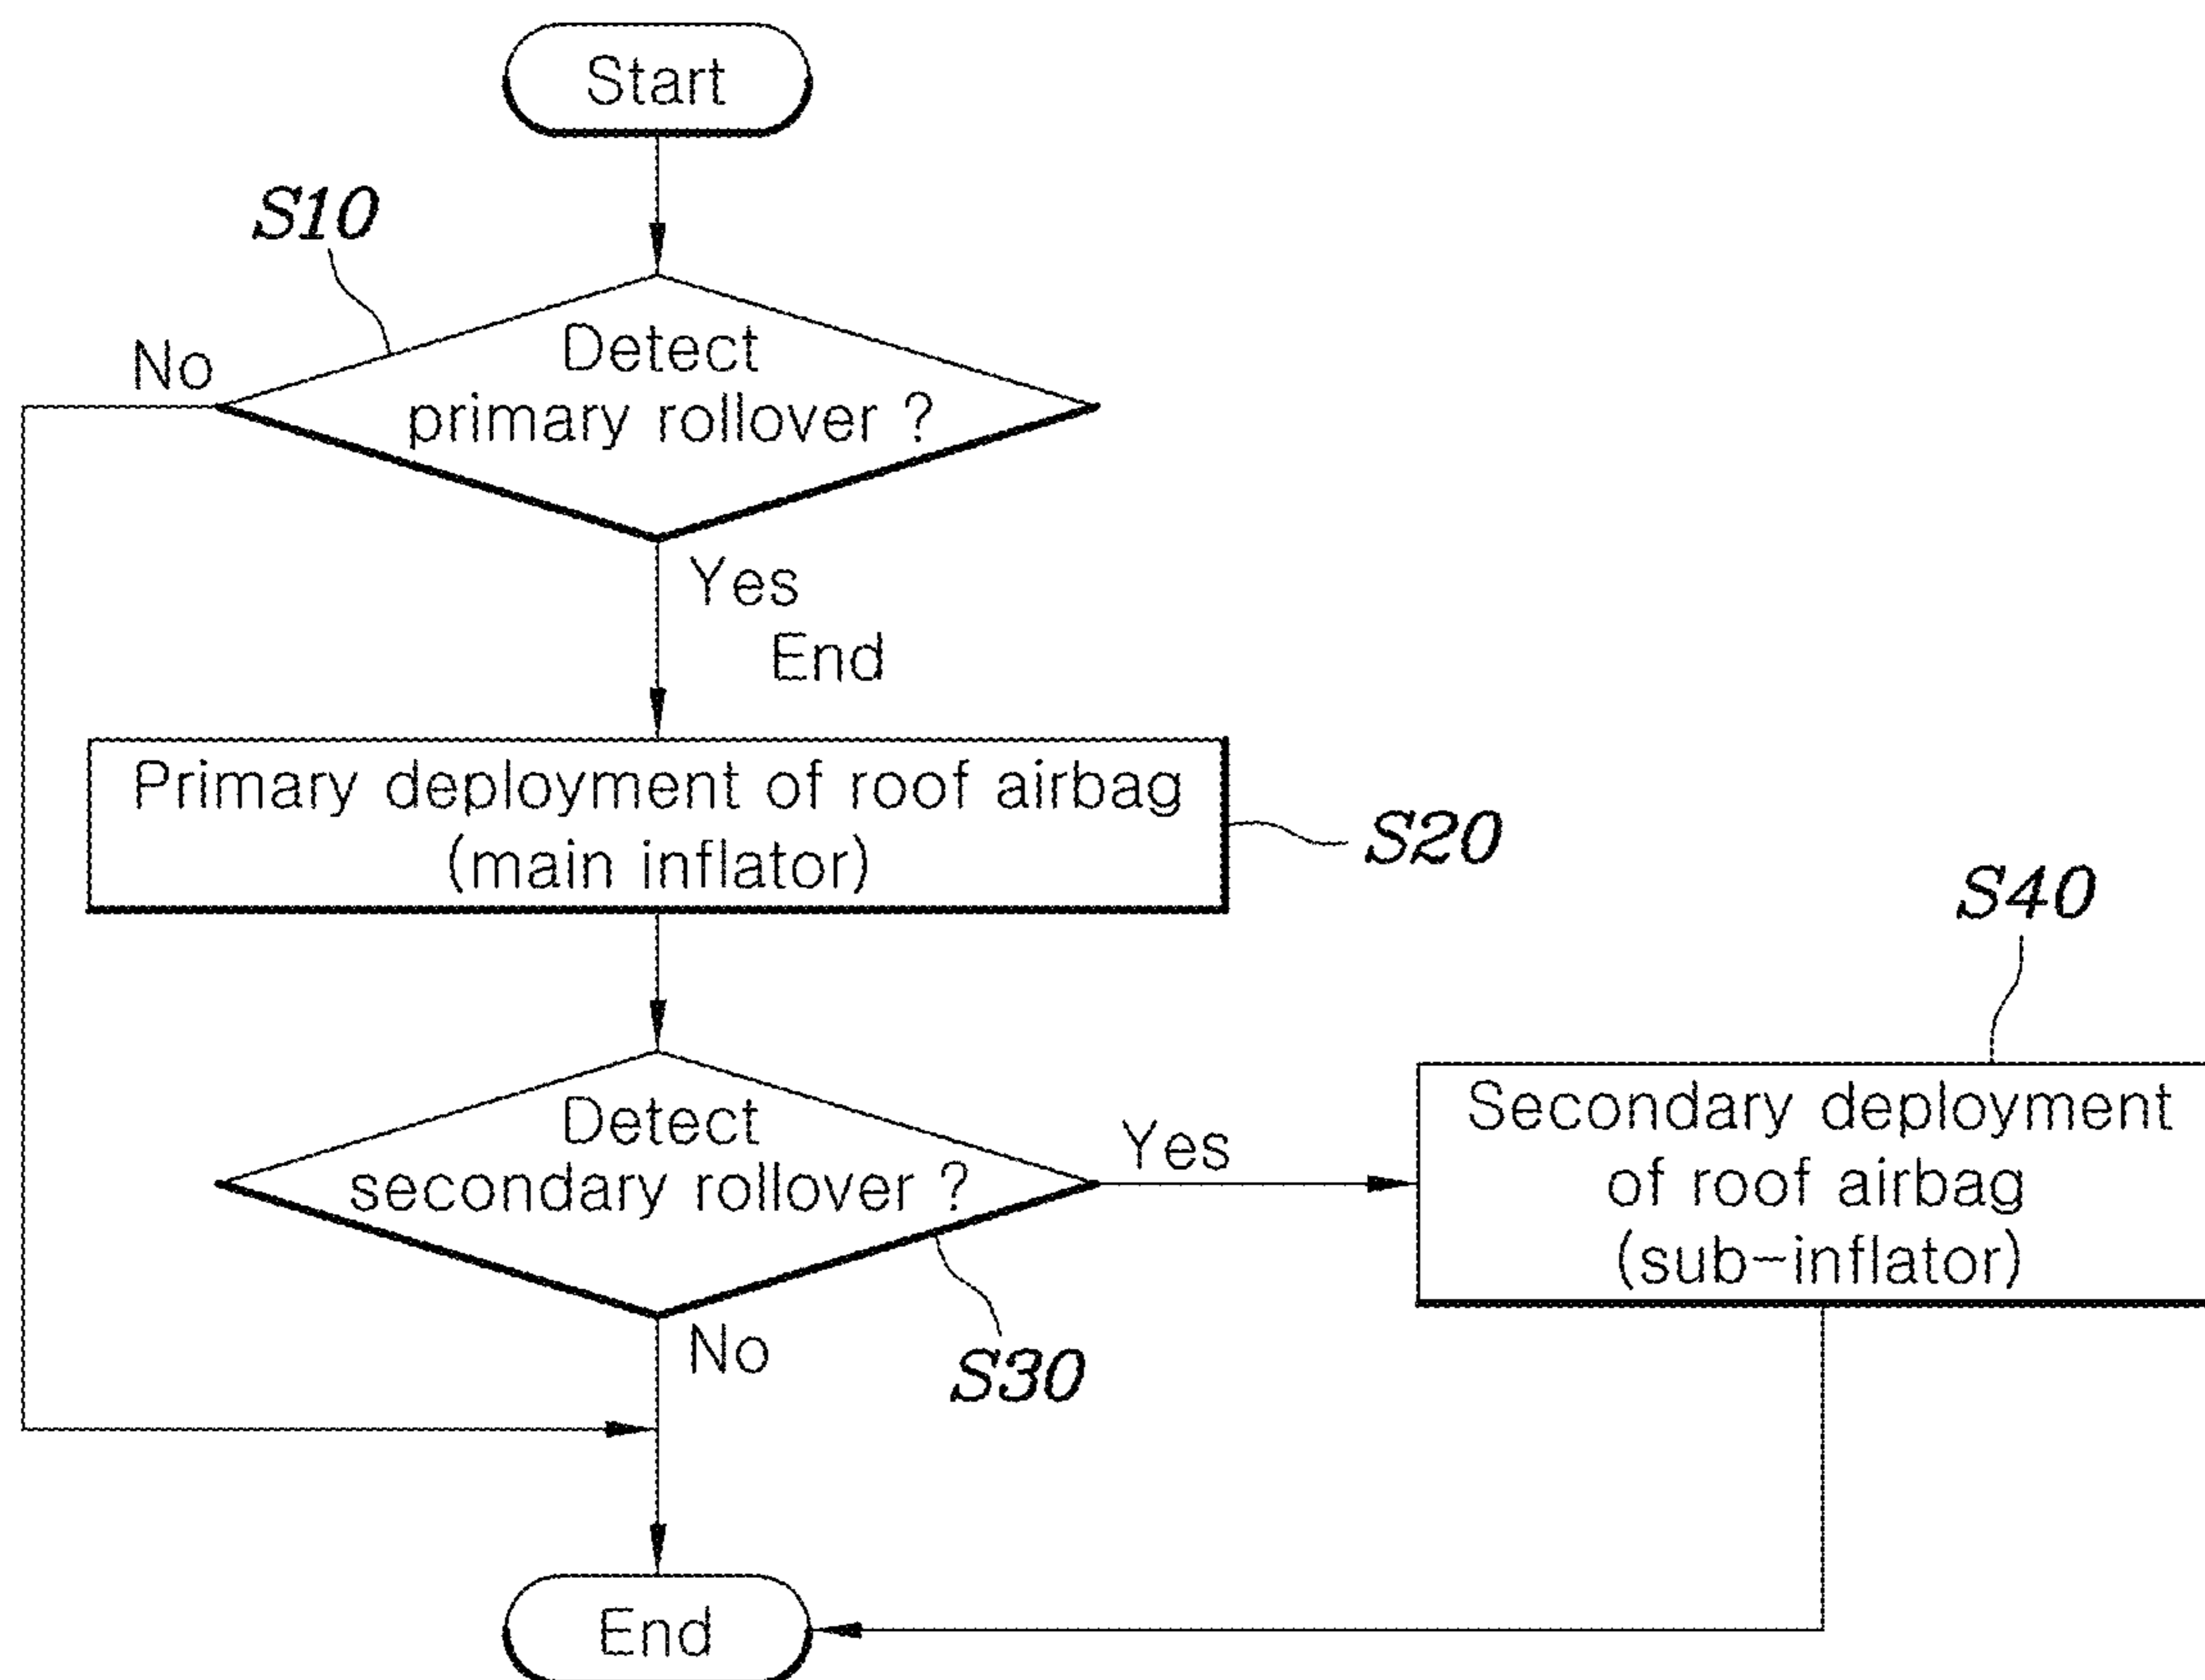 Start
S10
No
Detect
primary rollover ?
Yes
End
Primary deployment of roof airbag
(main inflator)
S20
S40
Detect
secondary rollover ?
Yes
Secondary deployment
of roof airbag
(sub-inflator)
No
S30
End